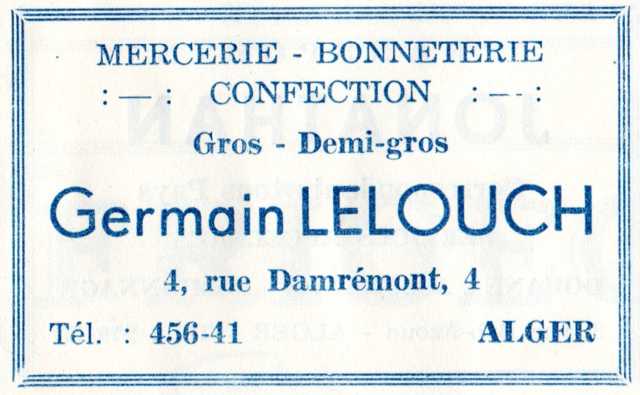 MERCERIE - BONNETERIE
:—: CONFECTION :—-:
Gros - Demi-gros
Germain LELOUCH
4, rue Damrémont, 4
Tél. : 456-41 ALGER